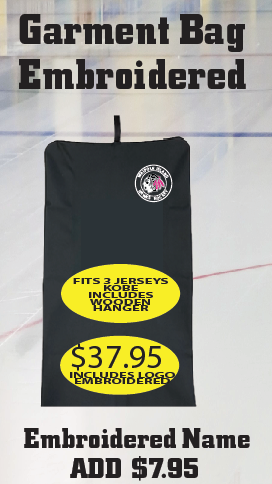 Garment Bag
Embroidered
FITS 3 JERSEYS
KOBE
INCLUDES
WOODEN
HANGER
$37.95
INCLUDES LOGO
EMBROIDERED
Embroidered Name
ADD $7.95